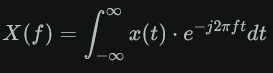 X(f) = ∫_{-∞}^{∞} x(t) · e^{-j2πft} dt